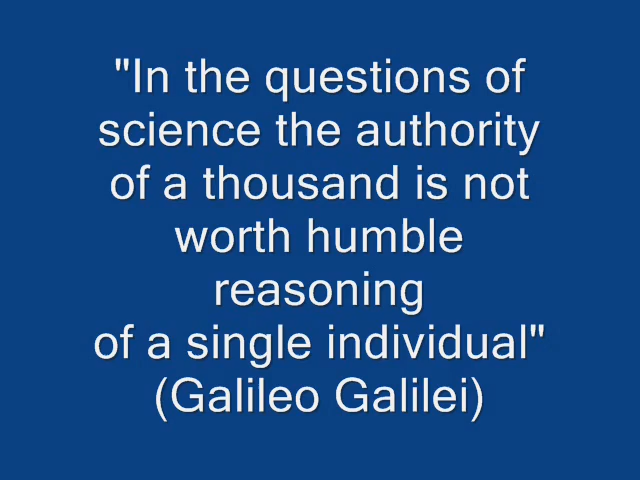 "In the questions of
science the authority
of a thousand is not
worth humble
reasoning
of a single individual"
(Galileo Galilei)